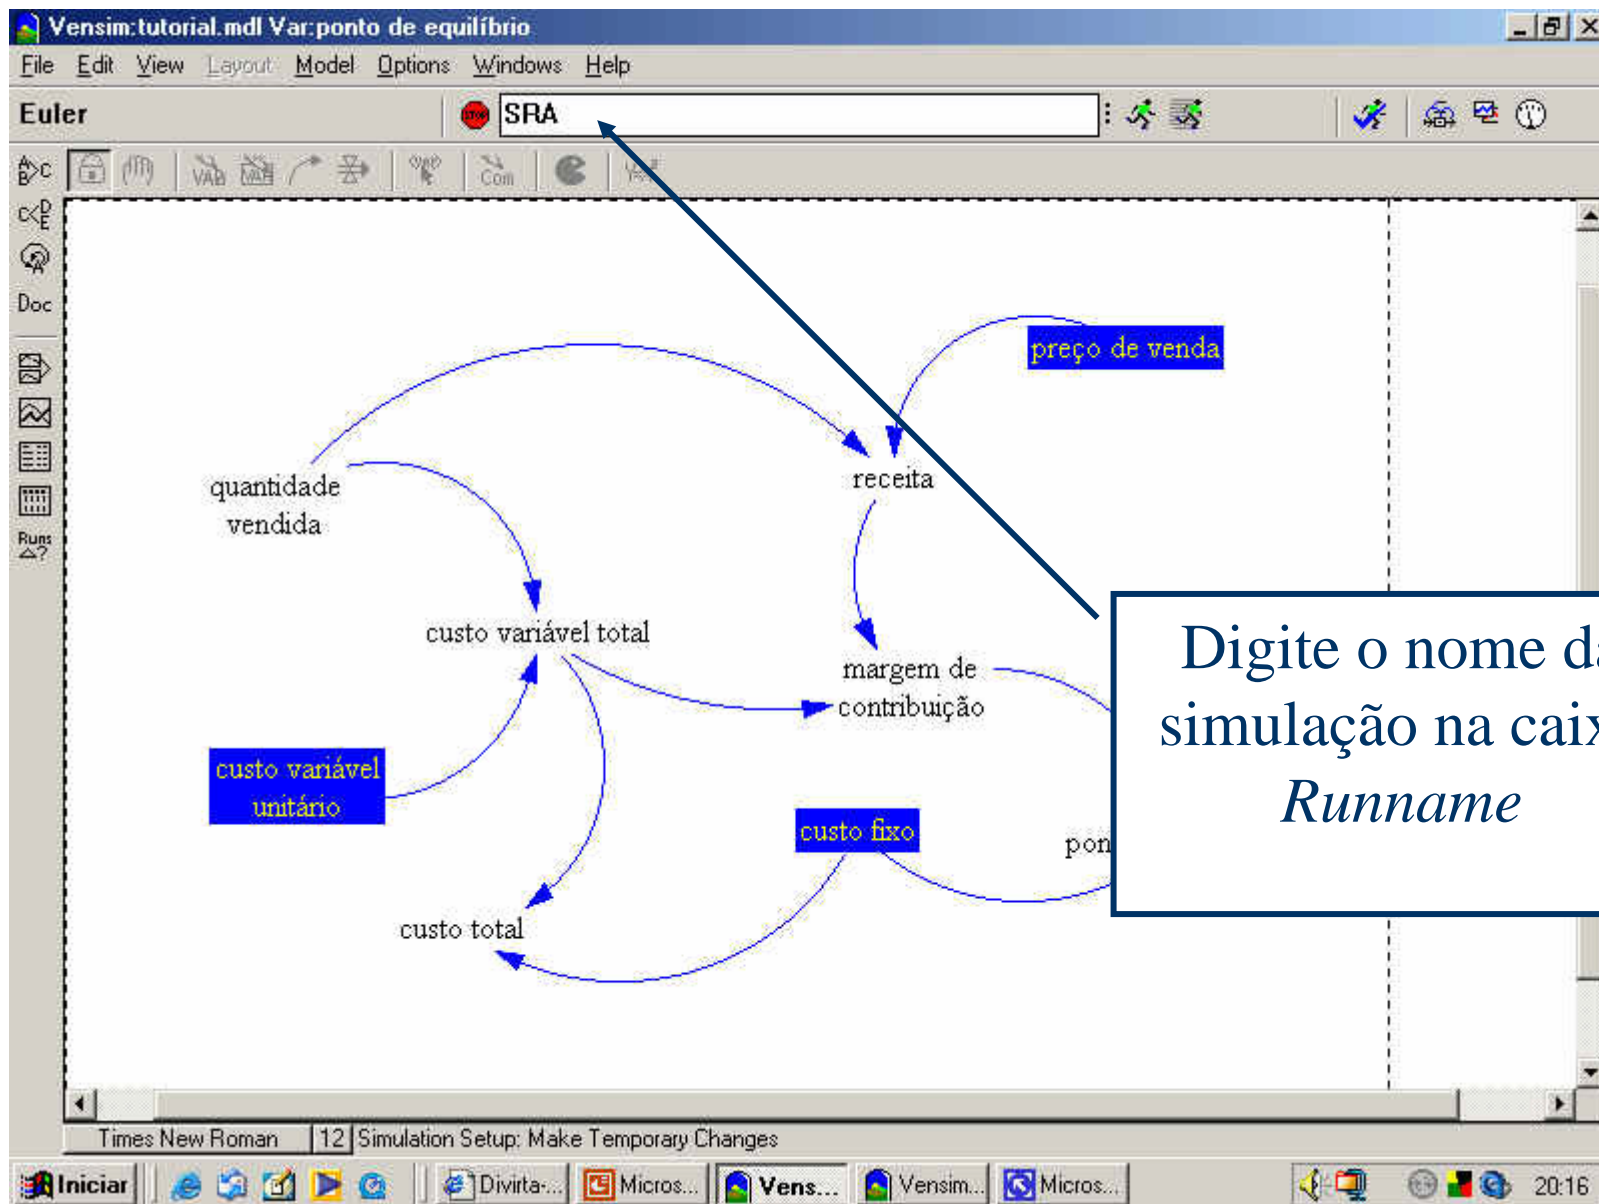 Vensim:tutorial.mdl Var:ponto de equilíbrio
File Edit View Layout Model Options Windows Help
Euler
STOP
SRA
A>C
VAB
Com
C<D E
Doc
Runs
△?
preço de venda
quantidade
vendida
receita
custo variável total
margem de
contribuição
Digite o nome da
simulação na caix
Runname
custo variável
unitário
custo fixo
pon
custo total
Times New Roman 12 Simulation Setup: Make Temporary Changes
Iniciar Divirta-... Micros... Vens... Vensim... Micros... 20:16